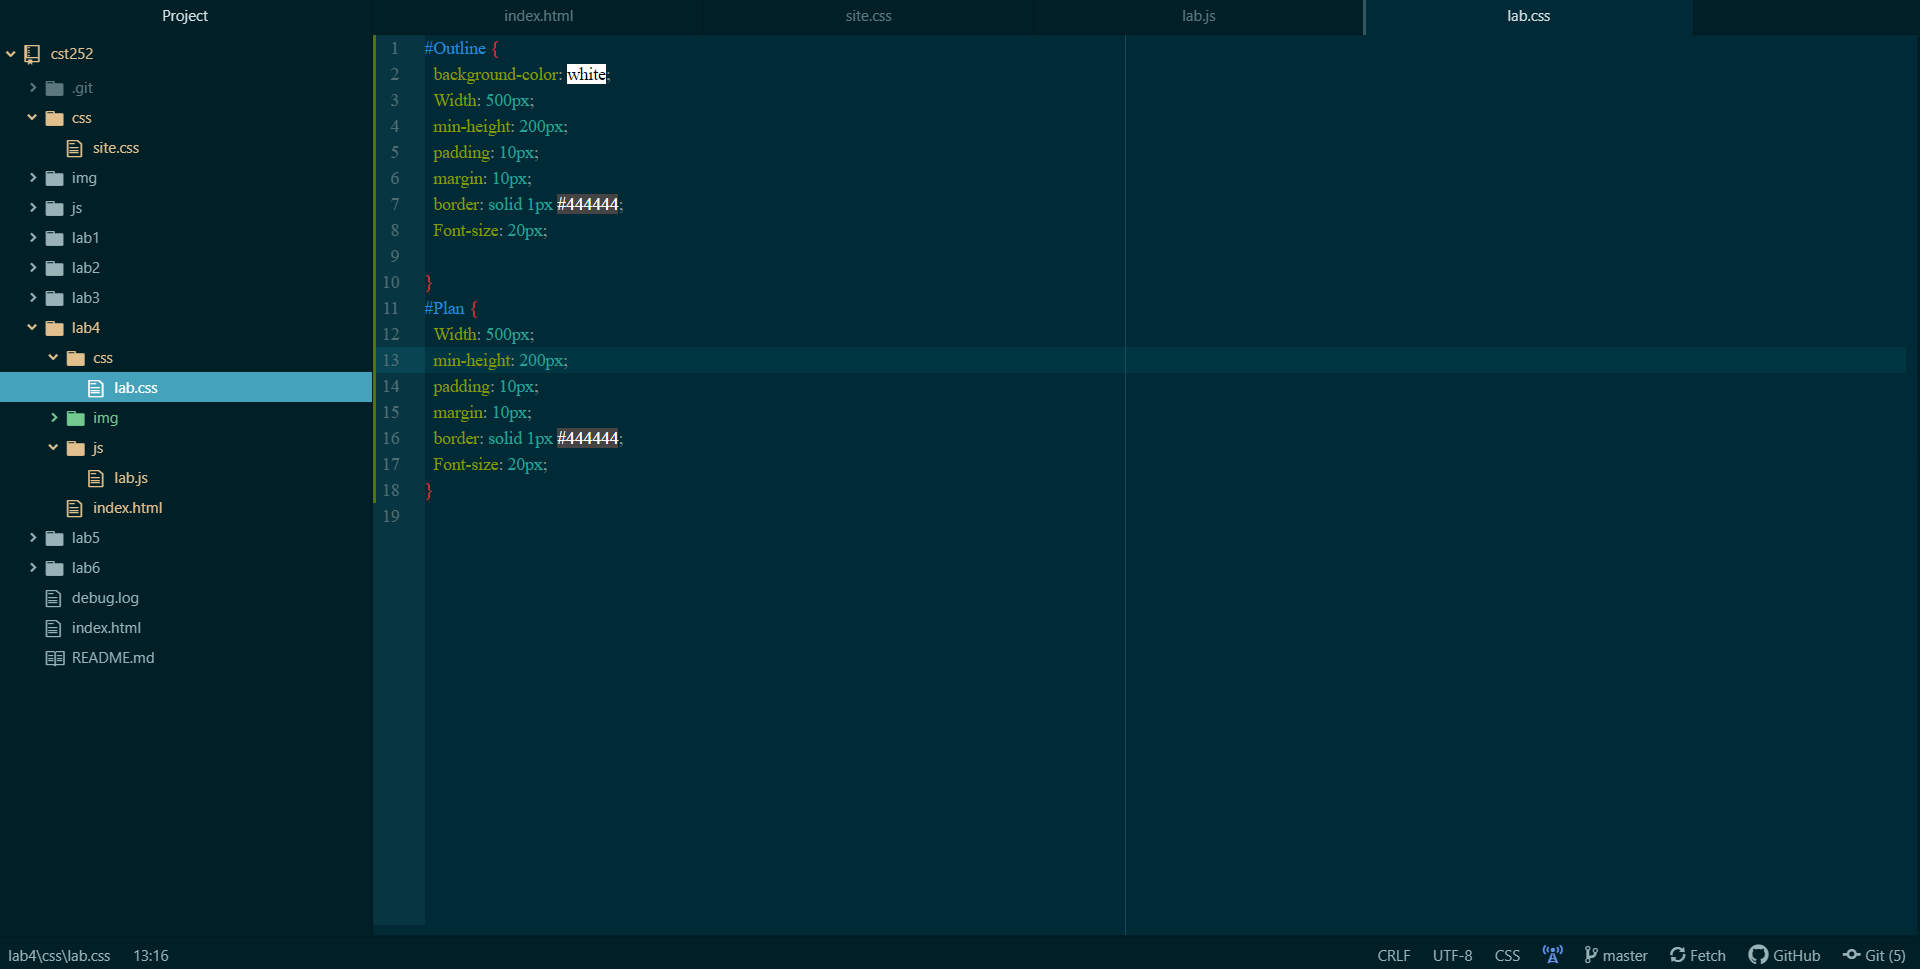 Project
index.html
site.css
lab.js
lab.css
cst252
.git
css
site.css
img
js
lab1
lab2
lab3
lab4
css
lab.css
img
js
lab.js
index.html
lab5
lab6
debug.log
index.html
README.md
1 #Outline {
2 background-color: white;
3 Width: 500px;
4 min-height: 200px;
5 padding: 10px;
6 margin: 10px;
7 border: solid 1px #444444;
8 Font-size: 20px;
9
10 }
11 #Plan {
12 Width: 500px;
13 min-height: 200px;
14 padding: 10px;
15 margin: 10px;
16 border: solid 1px #444444;
17 Font-size: 20px;
18 }
19
lab4\css\lab.css 13:16 CRLF UTF-8 CSS master Fetch GitHub Git (5)